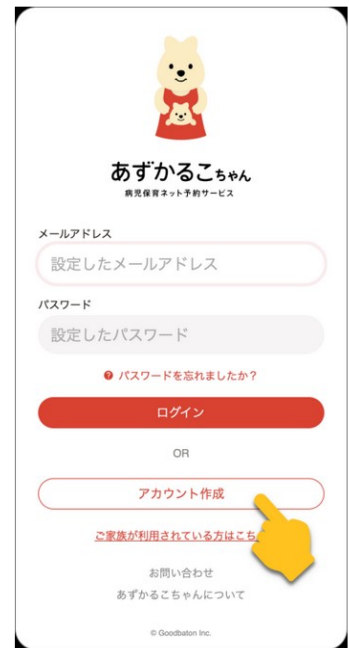 あずかるこちゃん
病児保育ネット予約サービス
メールアドレス
設定したメールアドレス
パスワード
設定したパスワード
? パスワードを忘れましたか？
ログイン
OR
アカウント作成
ご家族が利用されている方はこち
お問い合わせ
あずかるこちゃんについて
© Goodbaton Inc.